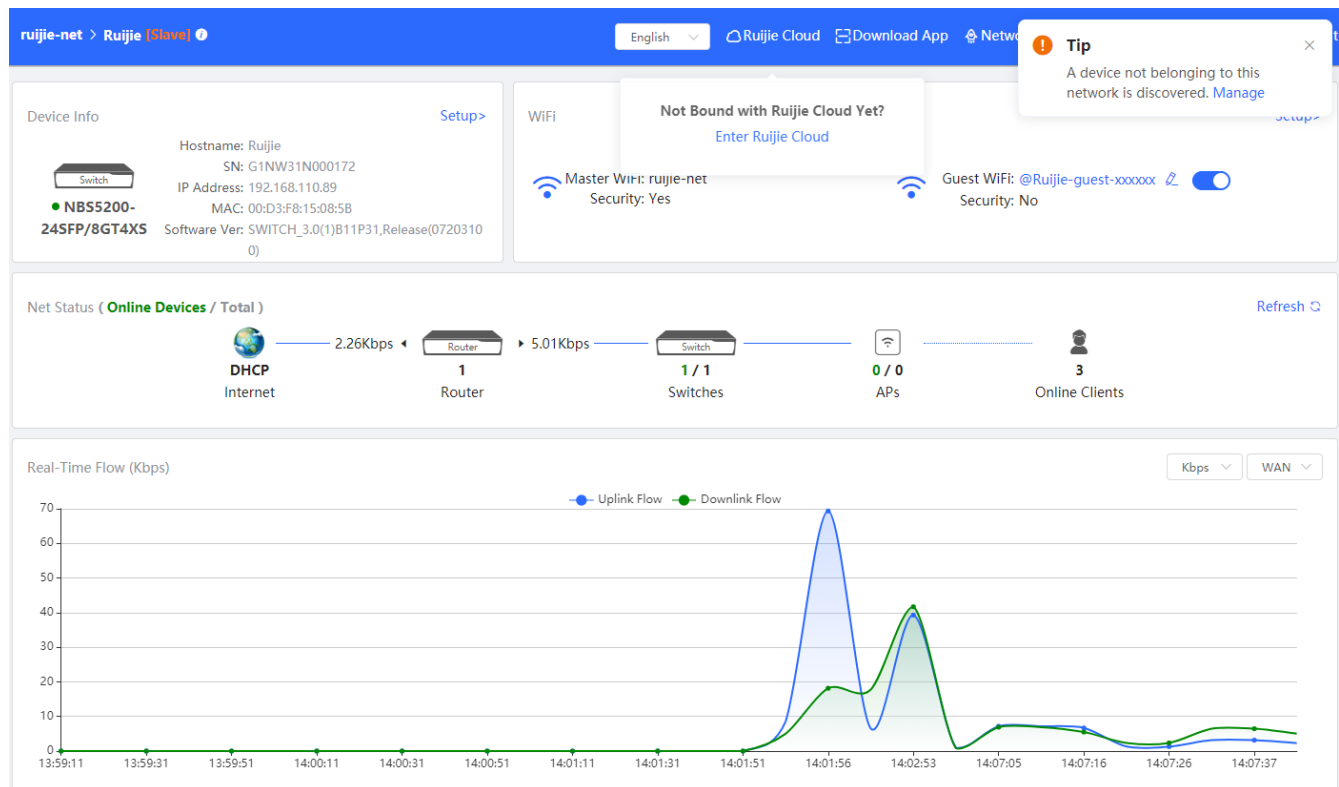 ruijie-net > Ruijie [Slave]
English
Ruijie Cloud
Download App
Netwo
Tip
A device not belonging to this
network is discovered. Manage
Not Bound with Ruijie Cloud Yet?
Enter Ruijie Cloud
Device Info
Setup>
Switch
NBS5200-
24SFP/8GT4XS
Hostname: Ruijie
SN: G1NW31N000172
IP Address: 192.168.110.89
MAC: 00:D3:F8:15:08:5B
Software Ver: SWITCH_3.0(1)B11P31,Release(0720310
0)
WiFi
Setup>
Master WiFi: ruijie-net
Security: Yes
Guest WiFi: @Ruijie-guest-xxxxxx
Security: No
Net Status ( Online Devices / Total )
Refresh
2.26Kbps
Router
5.01Kbps
Switch
DHCP
1
1 / 1
0 / 0
3
Internet
Router
Switches
APs
Online Clients
Real-Time Flow (Kbps)
Kbps
WAN
Uplink Flow
Downlink Flow
70
60
50
40
30
20
10
0
13:59:11 13:59:31 13:59:51 14:00:11 14:00:31 14:00:51 14:01:11 14:01:31 14:01:51 14:01:56 14:02:53 14:07:05 14:07:16 14:07:26 14:07:37